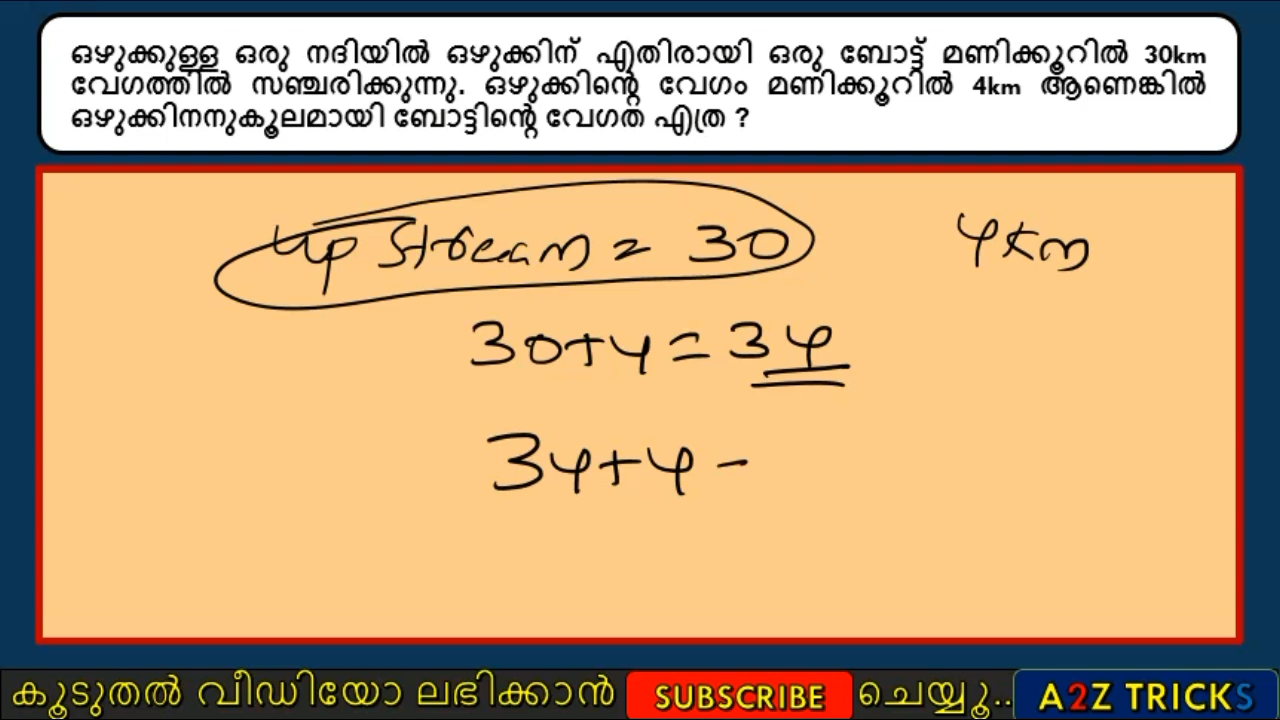 ഒഴുക്കുള്ള ഒരു നദിയിൽ ഒഴുക്കിന് എതിരായി ഒരു ബോട്ട് മണിക്കൂറിൽ 30km
വേഗത്തിൽ സഞ്ചരിക്കുന്നു. ഒഴുക്കിന്റെ വേഗം മണിക്കൂറിൽ 4km ആണെങ്കിൽ
ഒഴുക്കിനനുകൂലമായി ബോട്ടിന്റെ വേഗത എത്ര ?
Up Stream = 30 4km
30+4=34
34+4 -
കൂടുതൽ വീഡിയോ ലഭിക്കാൻ SUBSCRIBE ചെയ്യൂ.. A2Z TRICKS